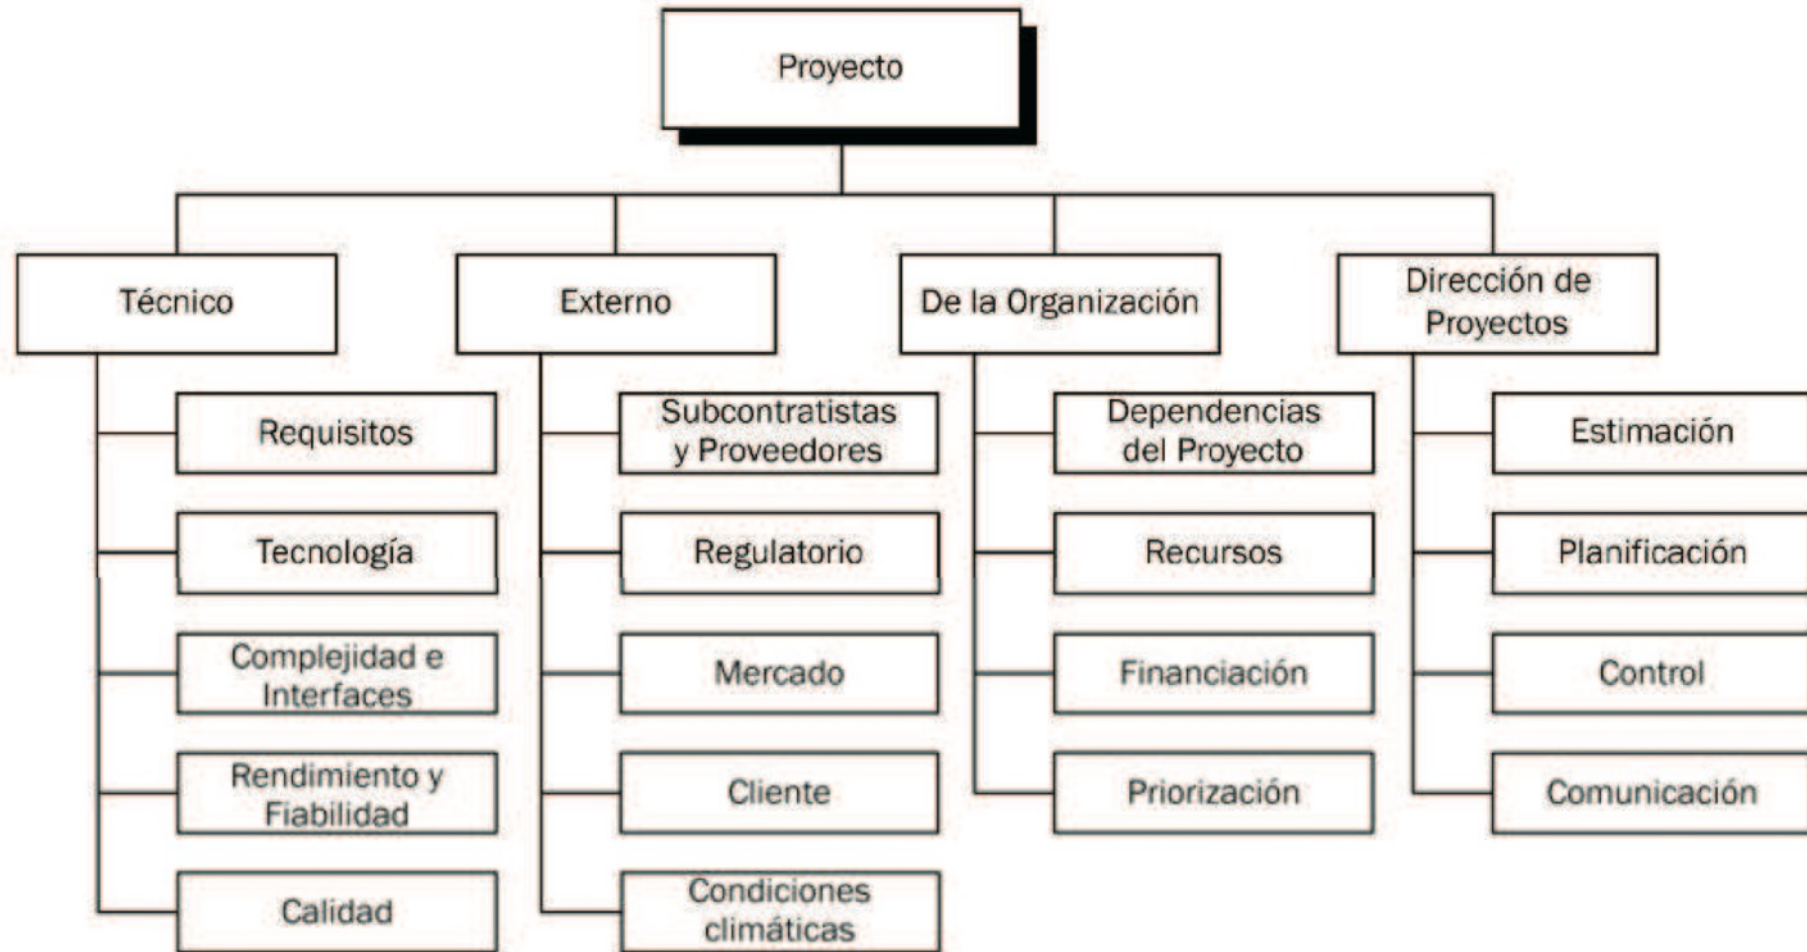 Proyecto
Técnico
Externo
De la Organización
Dirección de
Proyectos
Requisitos
Subcontratistas
y Proveedores
Dependencias
del Proyecto
Estimación
Tecnología
Regulatorio
Recursos
Planificación
Complejidad e
Interfaces
Mercado
Financiación
Control
Rendimiento y
Fiabilidad
Cliente
Priorización
Comunicación
Calidad
Condiciones
climáticas